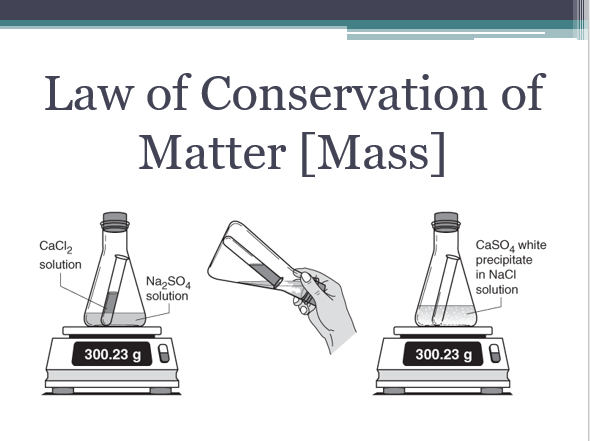 Law of Conservation of
Matter [Mass]
CaCl₂
solution
Na₂SO₄
solution
300.23 g
CaSO₄ white
precipitate
in NaCl
solution
300.23 g